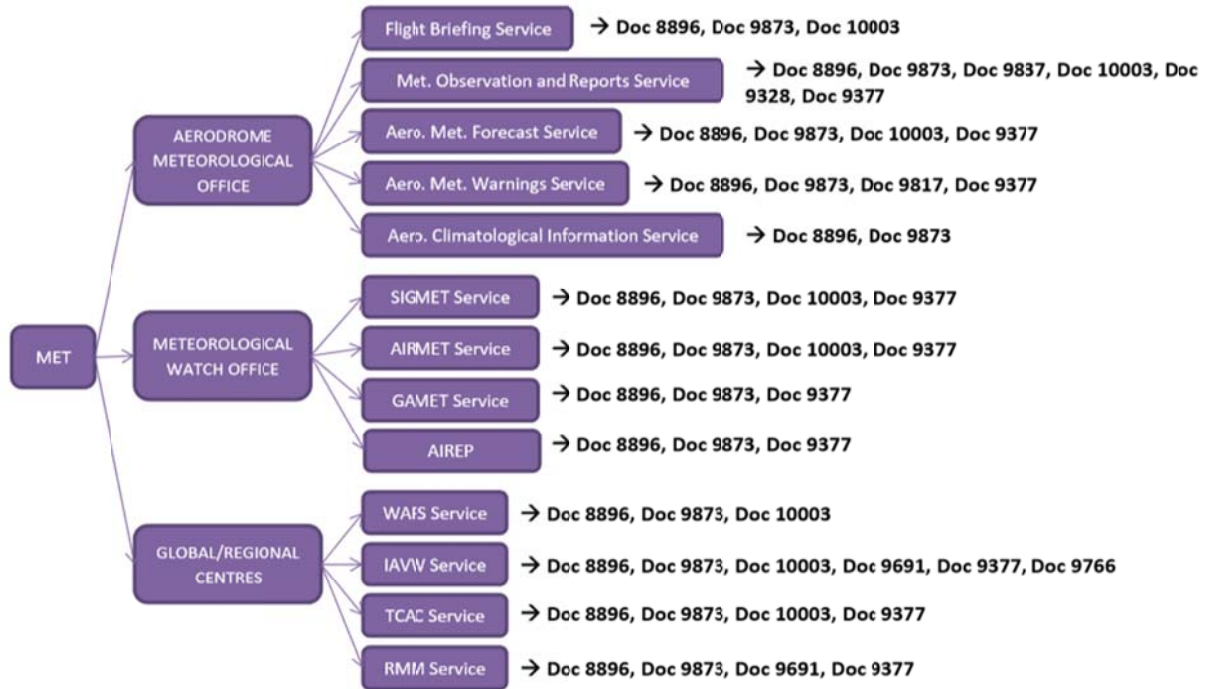 Flight Briefing Service → Doc 8896, Doc 9873, Doc 10003
Met. Observation and Reports Service → Doc 8896, Doc 9873, Doc 9837, Doc 10003, Doc
9328, Doc 9377
AERODROME
METEOROLOGICAL
OFFICE
Aero. Met. Forecast Service → Doc 8896, Doc 9873, Doc 10003, Doc 9377
Aero. Met. Warnings Service → Doc 8896, Doc 9873, Doc 9817, Doc 9377
Aero. Climatological Information Service → Doc 8896, Doc 9873
MET
METEOROLOGICAL
WATCH OFFICE
SIGMET Service → Doc 8896, Doc 9873, Doc 10003, Doc 9377
AIRMET Service → Doc 8896, Doc 9873, Doc 10003, Doc 9377
GAMET Service → Doc 8896, Doc 9873, Doc 9377
AIREP → Doc 8896, Doc 9873, Doc 9377
GLOBAL/REGIONAL
CENTRES
WAFS Service → Doc 8896, Doc 9873, Doc 10003
IAVW Service → Doc 8896, Doc 9873, Doc 10003, Doc 9691, Doc 9377, Doc 9766
TCAC Service → Doc 8896, Doc 9873, Doc 10003, Doc 9377
RMM Service → Doc 8896, Doc 9873, Doc 9691, Doc 9377